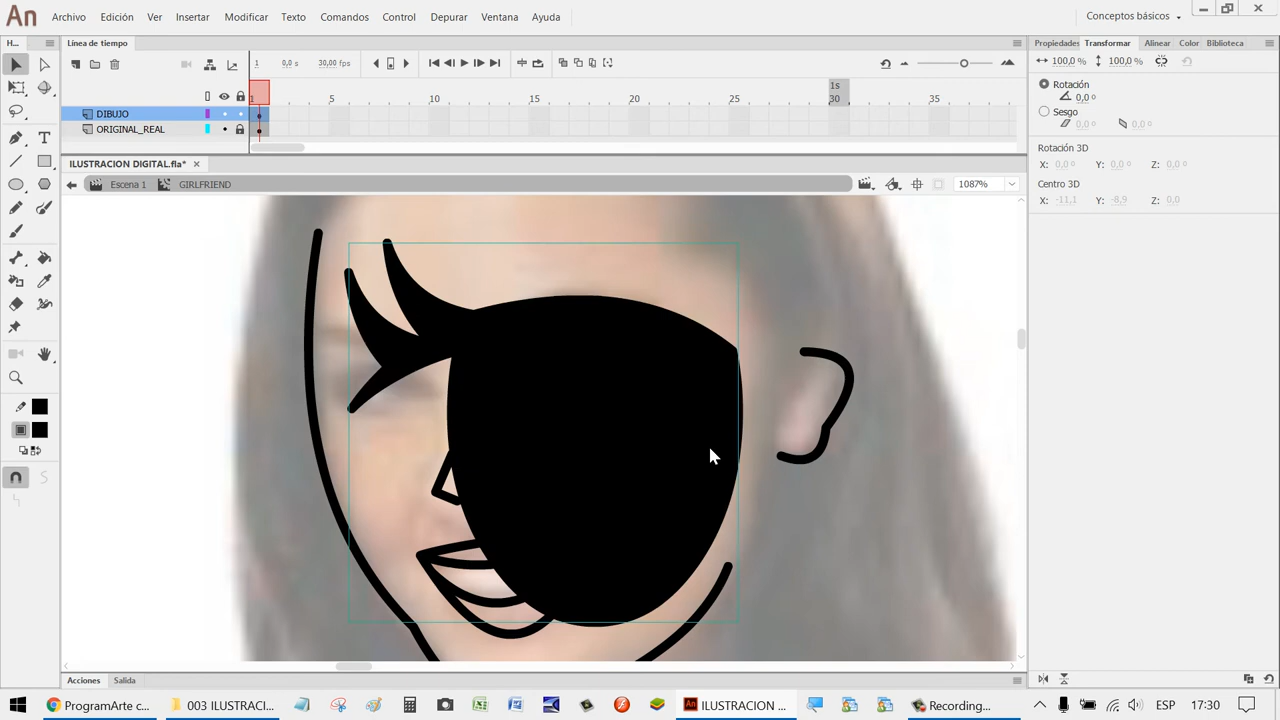 An Archivo Edición Ver Insertar Modificar Texto Comandos Control Depurar Ventana Ayuda Conceptos básicos
H... Línea de tiempo Propiedades Transformar Alinear Color Biblioteca
1 0,0 s 30,00 fps 100,0 % 100,0 %
Rotación
1s
1 5 10 15 20 25 30 35 0,0 º
DIBUJO Sesgo
ORIGINAL_REAL 0,0 º 0,0 º
Rotación 3D
ILUSTRACION DIGITAL.fla* X: 0,0 º Y: 0,0 º Z: 0,0 º
Escena 1 GIRLFRIEND 1087% Centro 3D
X: -11,1 Y: -8,9 Z: 0,0
Acciones Salida
ProgramArte c... 003 ILUSTRACI... ILUSTRACION ... Recording... ESP 17:30